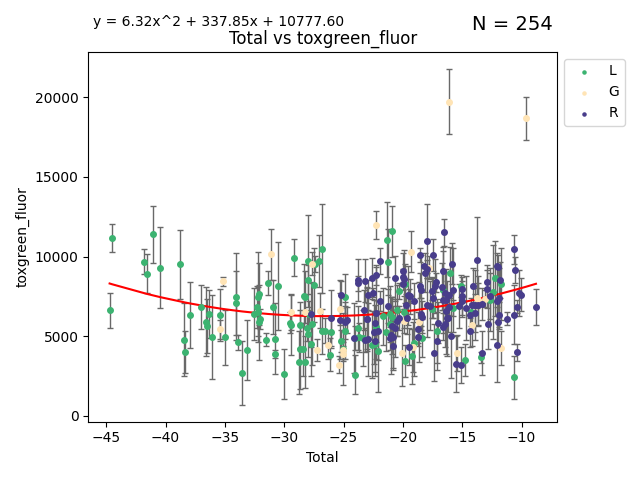 y = 6.32x^2 + 337.85x + 10777.60
N = 254
Total vs toxgreen_fluor
L
G
R
20000
15000
10000
5000
0
toxgreen_fluor
−45 −40 −35 −30 −25 −20 −15 −10
Total